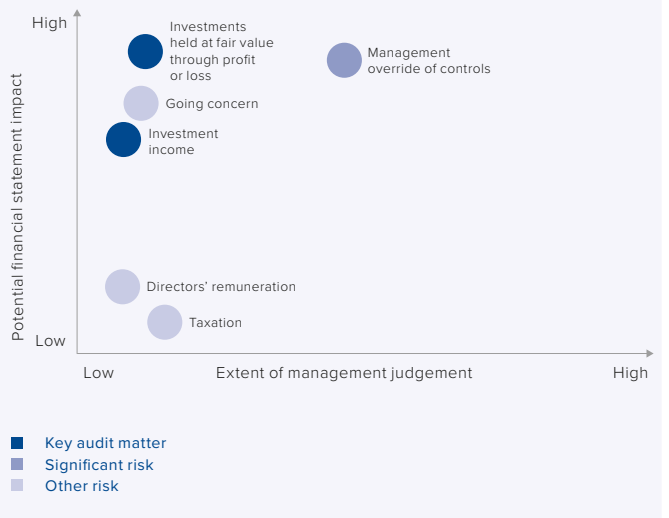 High
Potential financial statement impact
Low
Investments
held at fair value
through profit
or loss
Management
override of controls
Going concern
Investment
income
Directors’ remuneration
Taxation
Low
Extent of management judgement
High
Key audit matter
Significant risk
Other risk